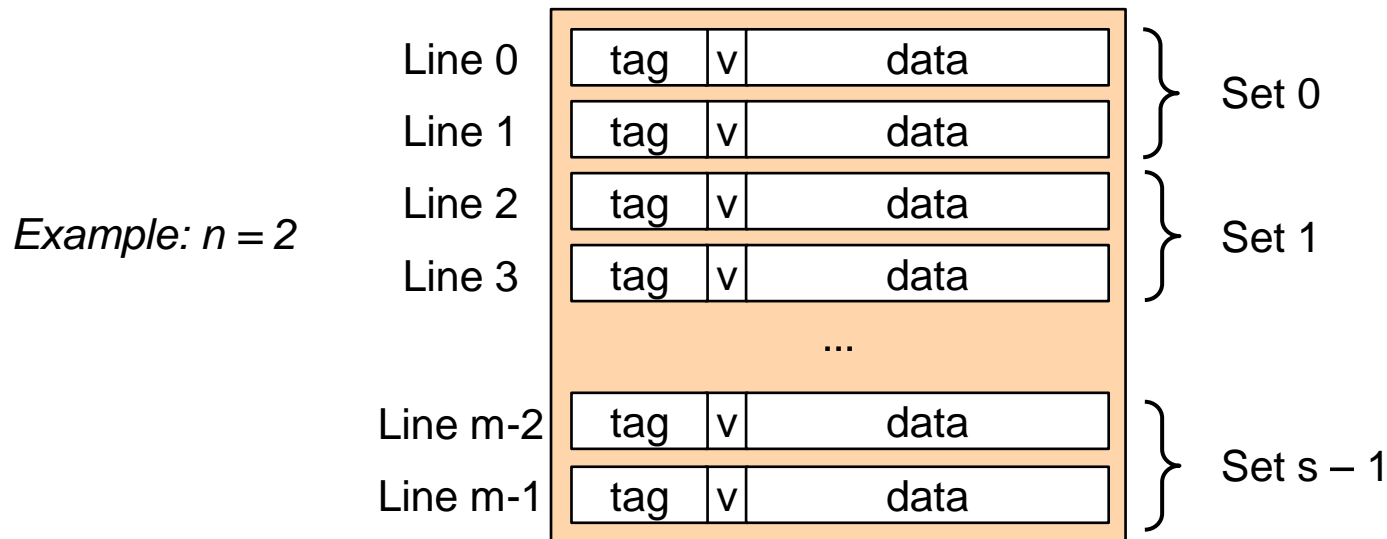 Line 0 tag v data
Set 0
Line 1 tag v data
Line 2 tag v data
Example: n = 2
Set 1
Line 3 tag v data
...
Line m-2 tag v data
Set s – 1
Line m-1 tag v data